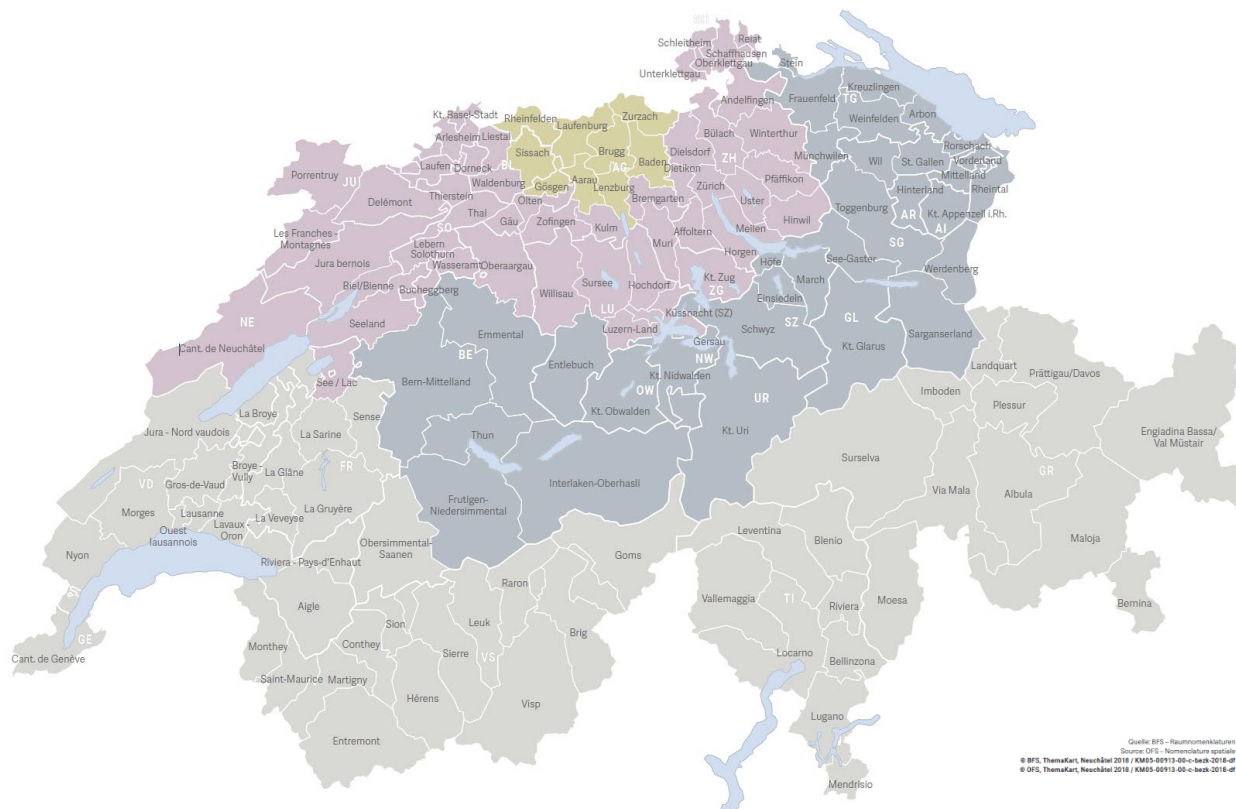 SH
Schleitheim
Reiat
Schaffhausen
Oberklettgau
Unterklettgau
Stein
Kreuzlingen
Frauenfeld
TG
Weinfelden
Arbon
Andelfingen
Kt. Basel-Stadt
Rheinfelden
Laufenburg
Zurzach
Bülach
Winterthur
Arlesheim
Liestal
Sissach
Brugg
Baden
Dielsdorf
ZH
Münchwilen
Wil
St. Gallen
Rorschach
Vorderland
Mittelland
Rheintal
Laufen
Dorneck
BL
AG
Dietikon
Porrentruy
JU
Waldenburg
Gösgen
Aarau
Lenzburg
Bremgarten
Zürich
Pfäffikon
Uster
Hinwil
Toggenburg
Hinterland
AR
Kt. Appenzell i.Rh.
AI
Delémont
Thierstein
Thal
Gäu
Olten
Zofingen
Kulm
Muri
Affoltern
Meilen
Horgen
SG
Les Franches -
Montagnes
SO
Lebern
Solothurn
Wasseramt
Oberaargau
Jura bernois
Biel/Bienne
Bucheggberg
Willisau
Sursee
Hochdorf
Kt. Zug
ZG
Höfe
March
See-Gaster
Werdenberg
Einsiedeln
NE
Seeland
Emmental
LU
Luzern-Land
Küssnacht (SZ)
Schwyz
SZ
Gersau
GL
Kt. Glarus
Sarganserland
Cant. de Neuchâtel
BE
Bern-Mittelland
Entlebuch
NW
Kt. Nidwalden
OW
Kt. Obwalden
UR
Kt. Uri
Landquart
Prättigau/Davos
See / Lac
Imboden
Plessur
La Broye
Sense
Jura - Nord vaudois
La Sarine
Thun
Engiadina Bassa/
Val Müstair
Broye -
Vully
La Glâne
FR
Surselva
GR
VD
Gros-de-Vaud
Interlaken-Oberhasli
Via Mala
Albula
Morges
Lausanne
La Veveyse
La Gruyère
Frutigen-
Niedersimmental
Lavaux -
Oron
Ouest
lausannois
Leventina
Blenio
Maloja
Nyon
Riviera - Pays-d'Enhaut
Obersimmental-
Saanen
Goms
Raron
Aigle
Vallemaggia
TI
Riviera
Moesa
Bernina
Sion
Leuk
Brig
GE
Cant. de Genève
Monthey
Conthey
Sierre
VS
Locarno
Bellinzona
Saint-Maurice
Martigny
Hérens
Visp
Lugano
Entremont
Mendrisio
Quelle: BFS – Raumnomenklaturen
Source: OFS – Nomenclature spatiale
© BFS, ThemaKart, Neuchâtel 2018 / KM05-00913-00-c-bezk-2018-df
© OFS, ThemaKart, Neuchâtel 2018 / KM05-00913-00-c-bezk-2018-df